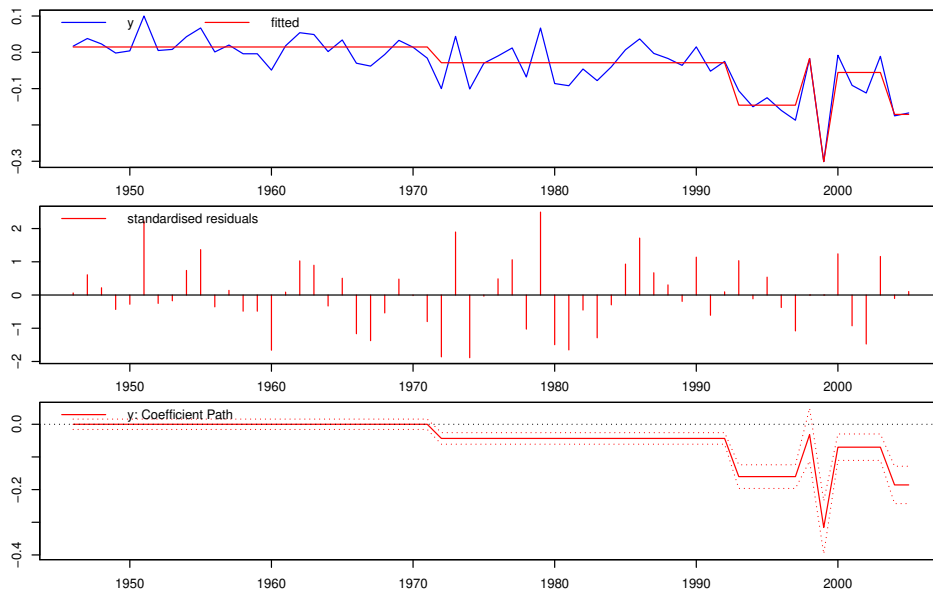 y fitted
0.1
0.0
−0.1
−0.3
1950 1960 1970 1980 1990 2000
standardised residuals
2
1
0
−1
−2
1950 1960 1970 1980 1990 2000
y: Coefficient Path
0.0
−0.2
−0.4
1950 1960 1970 1980 1990 2000